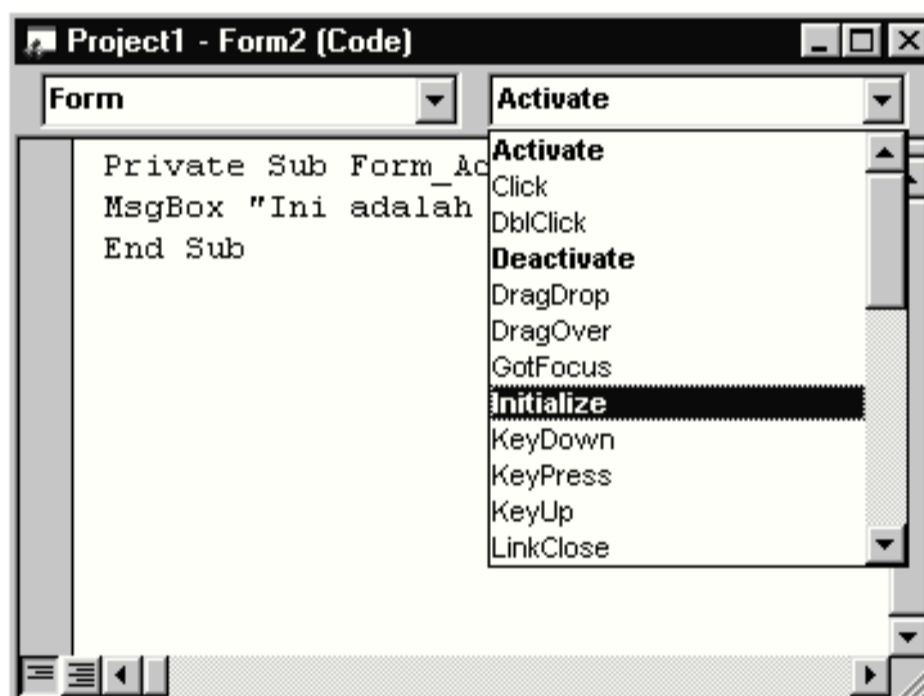 Project1 - Form2 (Code)
Form
Activate
Private Sub Form_Ac
MsgBox "Ini adalah
End Sub
Activate
Click
DblClick
Deactivate
DragDrop
DragOver
GotFocus
Initialize
KeyDown
KeyPress
KeyUp
LinkClose